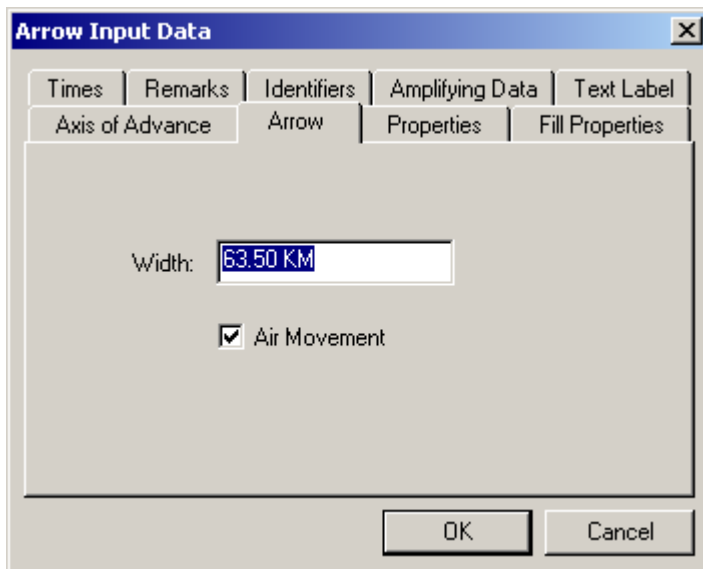 Arrow Input Data
Times Remarks Identifiers Amplifying Data Text Label
Axis of Advance Arrow Properties Fill Properties
Width: 63.50 KM
Air Movement
OK Cancel